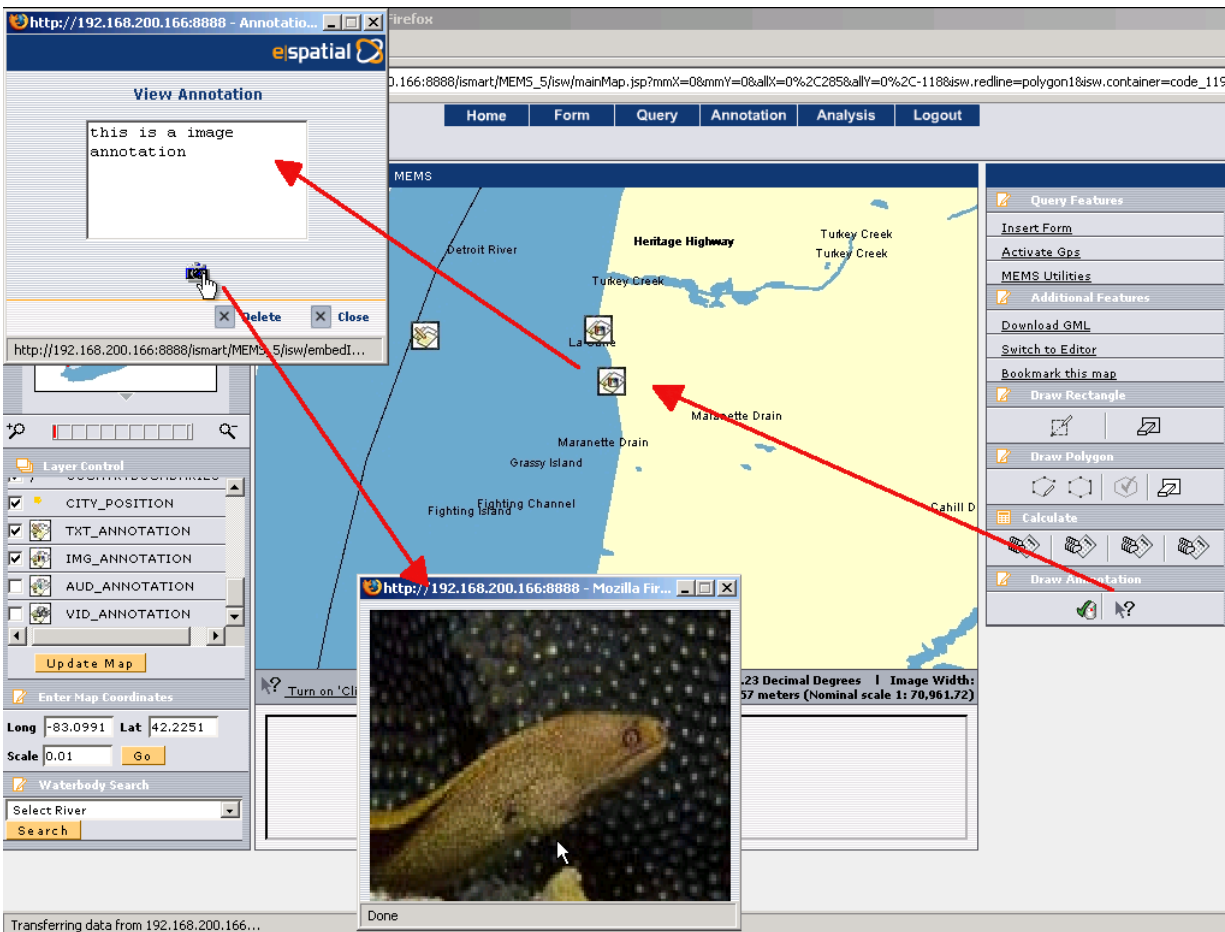 http://192.168.200.166:8888 - Annotatio...
irefox
e|spatial
View Annotation
this is a image
annotation
Delete
Close
http://192.168.200.166:8888/ismart/MEMS_5/isw/embedI...
0.166:8888/ismart/MEMS_5/isw/mainMap.jsp?mmX=0&mmY=0&allX=0%2C285&allY=0%2C-118&isw.redline=polygon1&isw.container=code_119
Home Form Query Annotation Analysis Logout
MEMS
Detroit River
Heritage Highway
Turkey Creek
Turkey Creek
Turkey Creek
Maranette Drain
Maranette Drain
Grassy Island
Fighting Channel
Fighting Island
Cahill D
Query Features
Insert Form
Activate Gps
MEMS Utilities
Additional Features
Download GML
Switch to Editor
Bookmark this map
Draw Rectangle
Draw Polygon
Calculate
Draw Annotation
Layer Control
CITY_POSITION
TXT_ANNOTATION
IMG_ANNOTATION
AUD_ANNOTATION
VID_ANNOTATION
Update Map
Enter Map Coordinates
Long -83.0991 Lat 42.2251
Scale 0.01 Go
Waterbody Search
Select River
Search
Turn on 'Cli
.23 Decimal Degrees | Image Width:
57 meters (Nominal scale 1: 70,961.72)
http://192.168.200.166:8888 - Mozilla Fir...
Done
Transferring data from 192.168.200.166...